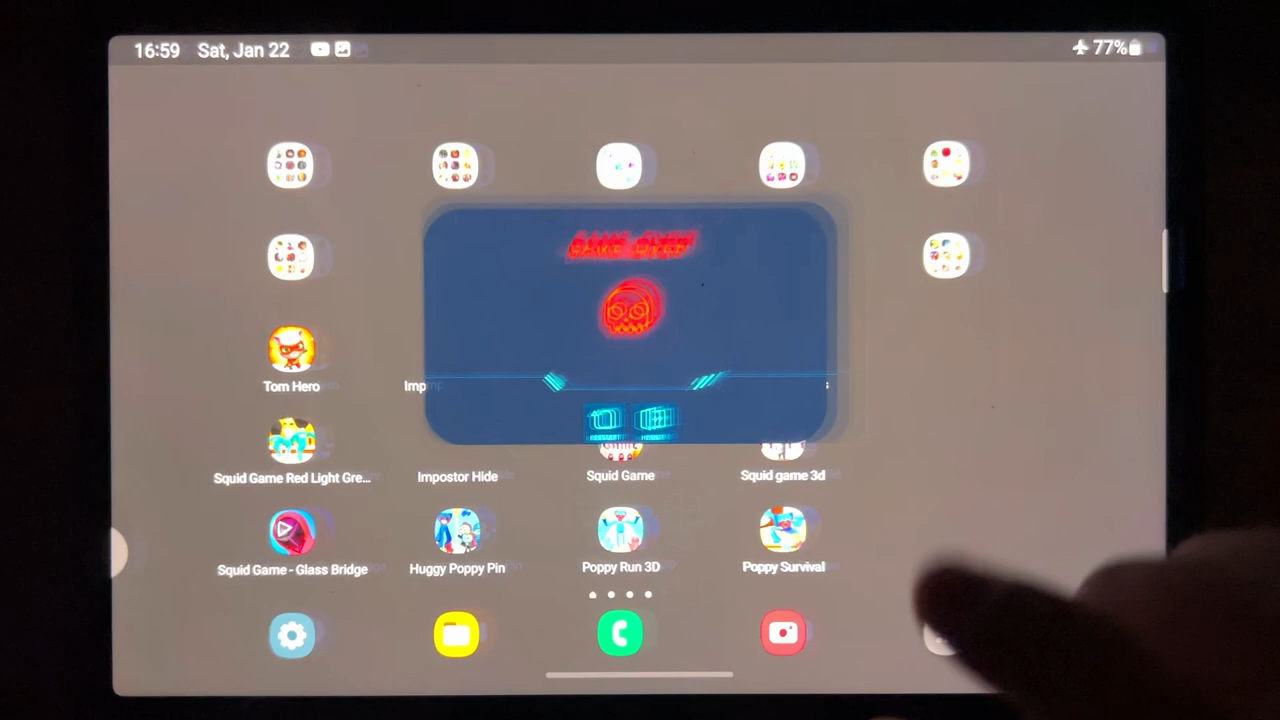 16:59 Sat, Jan 22
77%
GAME OVER
Tom Hero
Imp
Squid Game Red Light Gre...
Impostor Hide
Squid Game
Squid game 3d
Squid Game - Glass Bridge
Huggy Poppy Pin
Poppy Run 3D
Poppy Survival